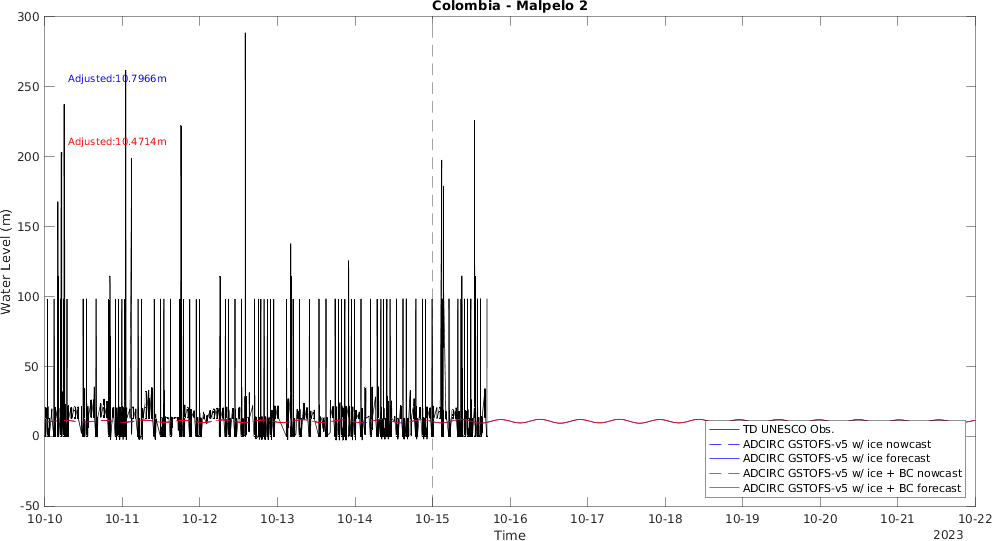 Colombia - Malpelo 2
300
250
200
150
100
50
0
-50
Water Level (m)
Adjusted:10.7966m
Adjusted:10.4714m
TD UNESCO Obs.
ADCIRC GSTOFS-v5 w/ ice nowcast
ADCIRC GSTOFS-v5 w/ ice forecast
ADCIRC GSTOFS-v5 w/ ice + BC nowcast
ADCIRC GSTOFS-v5 w/ ice + BC forecast
10-10 10-11 10-12 10-13 10-14 10-15 10-16 10-17 10-18 10-19 10-20 10-21 10-22
Time
2023